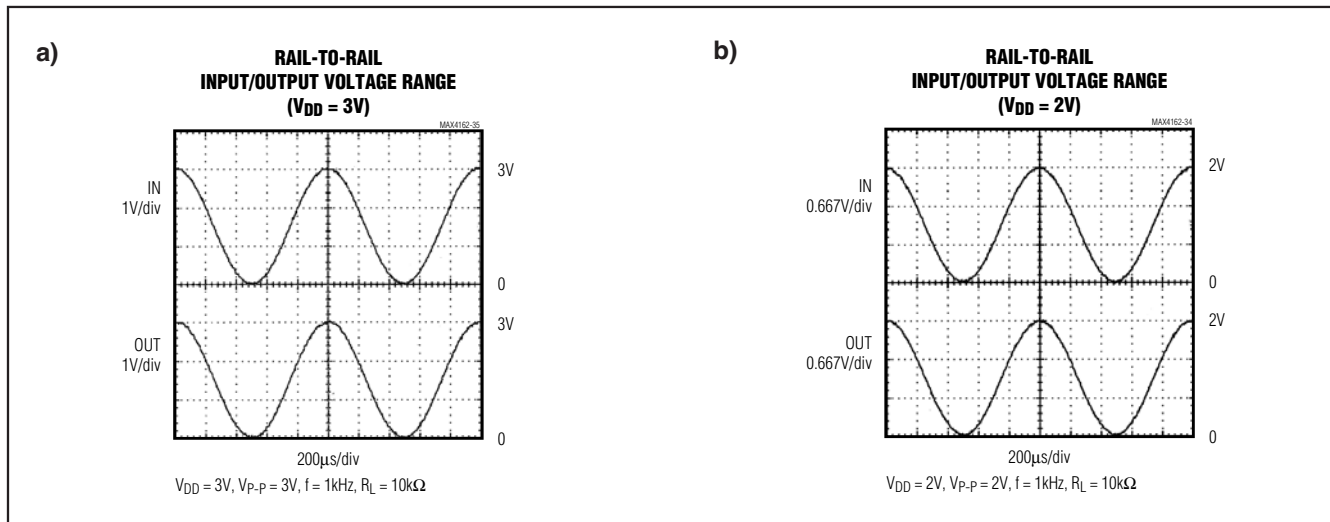 a)
RAIL-TO-RAIL
INPUT/OUTPUT VOLTAGE RANGE
(VDD = 3V)
MAX4162-35
3V
IN
1V/div
0
3V
OUT
1V/div
0
200μs/div
VDD = 3V, VP-P = 3V, f = 1kHz, RL = 10kΩ
b)
RAIL-TO-RAIL
INPUT/OUTPUT VOLTAGE RANGE
(VDD = 2V)
MAX4162-34
2V
IN
0.667V/div
0
2V
OUT
0.667V/div
0
200μs/div
VDD = 2V, VP-P = 2V, f = 1kHz, RL = 10kΩ